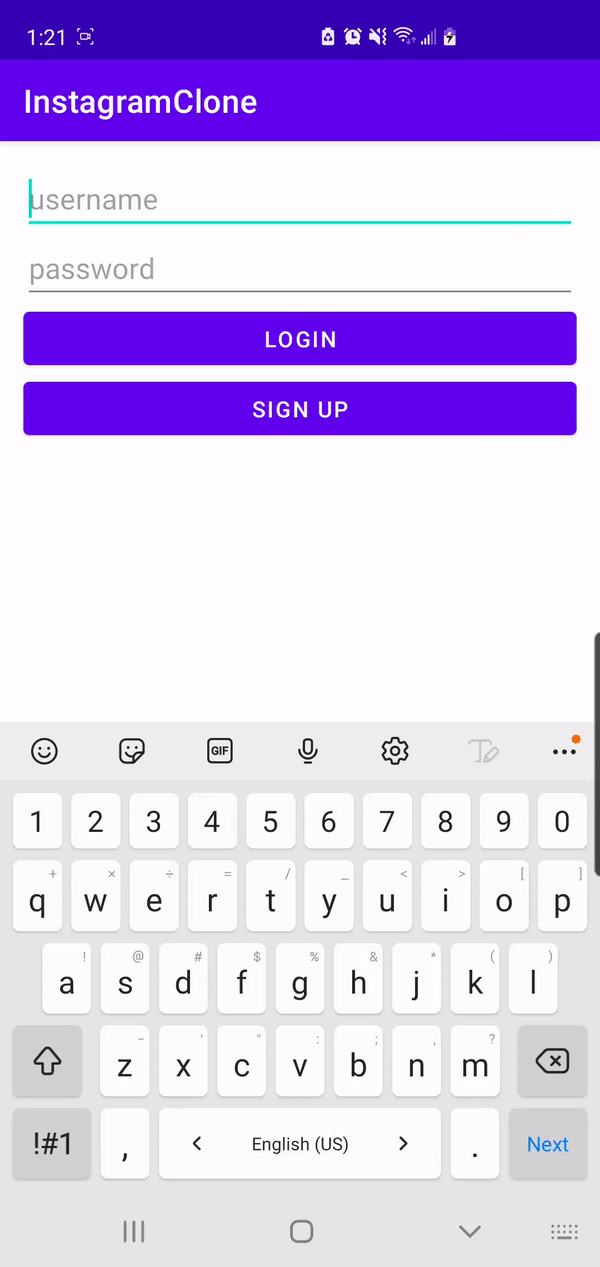 1:21
InstagramClone
username
password
LOGIN
SIGN UP
GIF
1 2 3 4 5 6 7 8 9 0
+ × ÷ = / _ < > [ ]
q w e r t y u i o p
! @ # $ % & * ( )
a s d f g h j k l
- ' " : ; , ?
z x c v b n m
!#1 , < English (US) > . Next